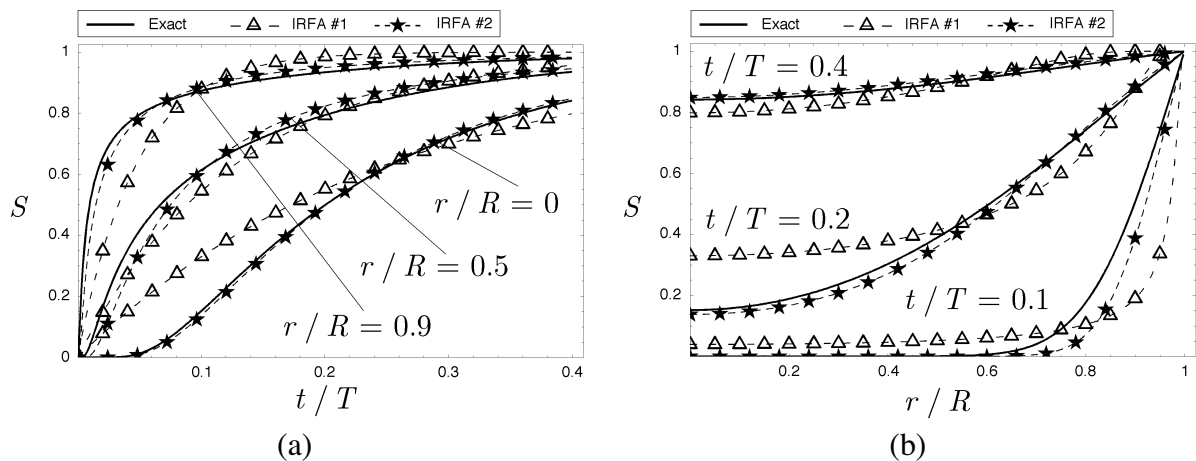 Exact IRFA #1 IRFA #2
1
0.8
0.6
S
0.4
0.2
0
0.1 0.2 0.3 0.4
t / T
r / R = 0
r / R = 0.5
r / R = 0.9
(a)
Exact IRFA #1 IRFA #2
1
0.8
0.6
S
0.4
0.2
0.2 0.4 0.6 0.8 1
r / R
t / T = 0.4
t / T = 0.2
t / T = 0.1
(b)